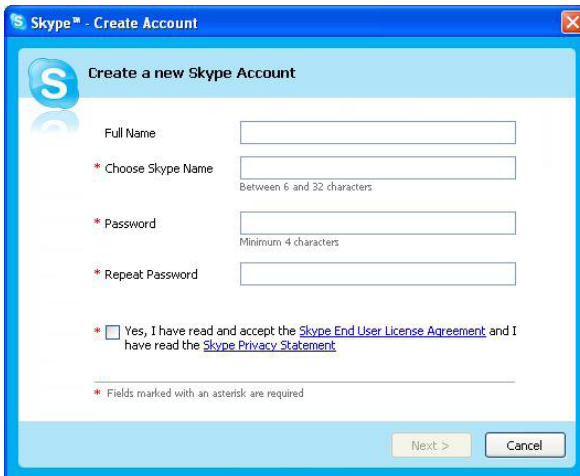 Skype™ - Create Account
Create a new Skype Account
Full Name
* Choose Skype Name
Between 6 and 32 characters
* Password
Minimum 4 characters
* Repeat Password
* Yes, I have read and accept the Skype End User License Agreement and I
have read the Skype Privacy Statement
* Fields marked with an asterisk are required
Next > Cancel